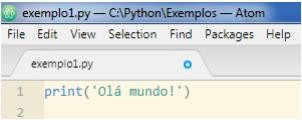 exemplo1.py — C:\Python\Exemplos — Atom
File Edit View Selection Find Packages Help
exemplo1.py
1 print('Olá mundo!')
2